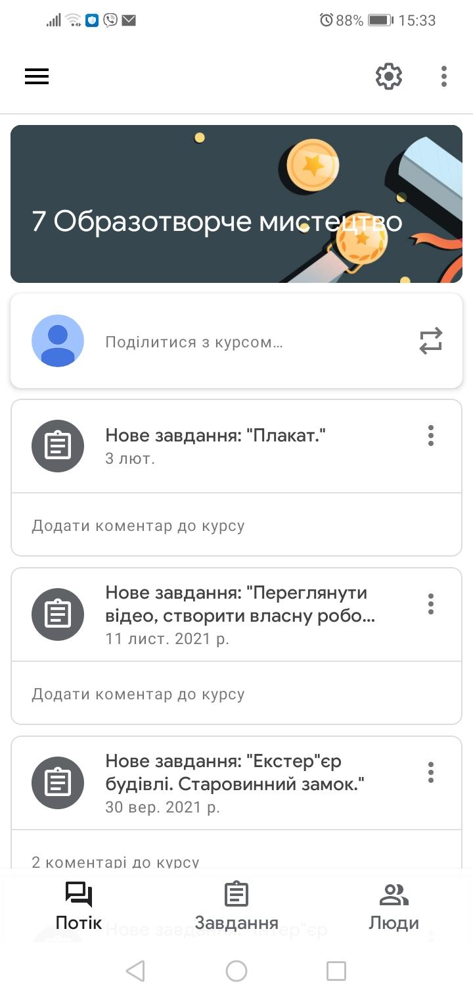 88% 15:33
7 Образотворче мистецтво
Поділитися з курсом…
Нове завдання: "Плакат."
3 лют.
Додати коментар до курсу
Нове завдання: "Переглянути
відео, створити власну робо…
11 лист. 2021 р.
Додати коментар до курсу
Нове завдання: "Екстер"єр
будівлі. Старовинний замок."
30 вер. 2021 р.
2 коментарі до курсу
Потік Завдання Люди
Нове завдання: "Інтер"єр